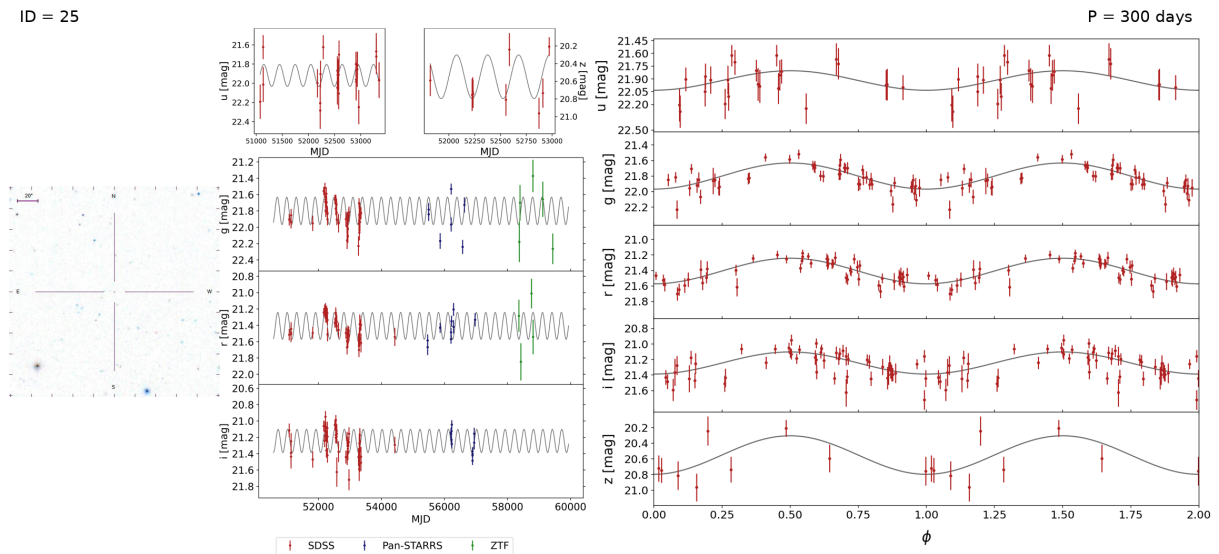 ID = 25
P = 300 days
21.6
21.8
22.0
22.2
22.4
u [mag]
51000 51500 52000 52500 53000
MJD
20.2
20.4
20.6
20.8
21.0
z [mag]
52000 52250 52500 52750 53000
MJD
20"
N
E
W
S
21.2
21.4
21.6
21.8
22.0
22.2
22.4
g [mag]
20.8
21.0
21.2
21.4
21.6
21.8
22.0
r [mag]
20.6
20.8
21.0
21.2
21.4
21.6
21.8
i [mag]
52000 54000 56000 58000 60000
MJD
SDSS Pan-STARRS ZTF
21.45
21.60
21.75
21.90
22.05
22.20
22.50
u [mag]
21.4
21.6
21.8
22.0
22.2
g [mag]
21.0
21.2
21.4
21.6
21.8
r [mag]
20.8
21.0
21.2
21.4
21.6
i [mag]
20.2
20.4
20.6
20.8
21.0
z [mag]
0.00 0.25 0.50 0.75 1.00 1.25 1.50 1.75 2.00
ϕ